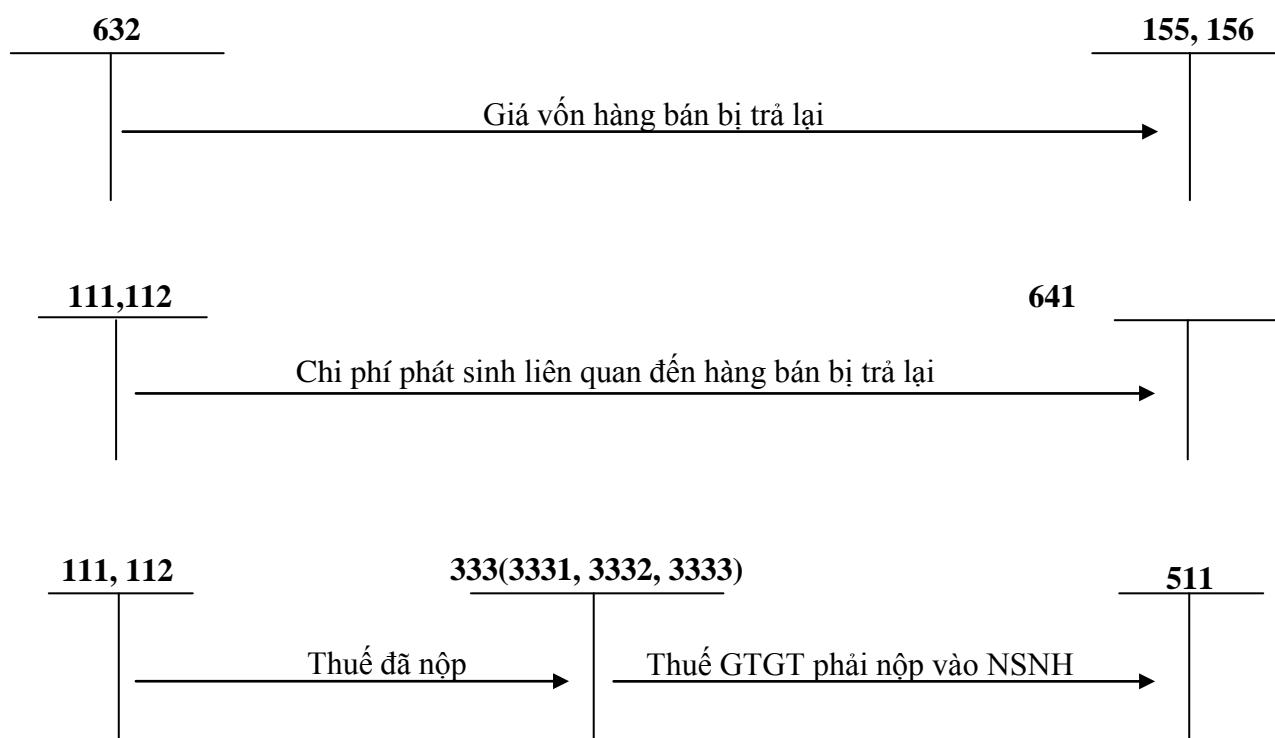 632
155, 156
Giá vốn hàng bán bị trả lại
111,112
641
Chi phí phát sinh liên quan đến hàng bán bị trả lại
111, 112
333(3331, 3332, 3333)
511
Thuế đã nộp
Thuế GTGT phải nộp vào NSNH